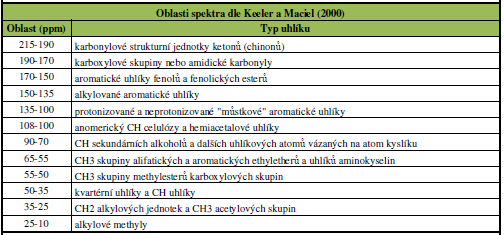 Oblasti spektra dle Keeler a Maciel (2000)
Oblast (ppm) Typ uhlíku
215-190 karbonylové strukturní jednotky ketonů (chinonů)
190-170 karboxylové skupiny nebo amidické karbonyly
170-150 aromatické uhlíky fenolů a fenolických esterů
150-135 alkylované aromatické uhlíky
135-100 protonizované a neprotonizované "můstkové" aromatické uhlíky
108-100 anomerický CH celulózy a hemiacetalové uhlíky
90-70 CH sekundárních alkoholů a dalších uhlíkových atomů vázaných na atom kyslíku
65-55 CH3 skupiny alifatických a aromatických ethyletherů a uhlíků aminokyselin
55-50 CH3 skupiny methylesterů karboxylových skupin
50-35 kvartérní uhlíky a CH uhlíky
35-25 CH2 alkylových jednotek a CH3 acetylových skupin
25-10 alkylové methyly